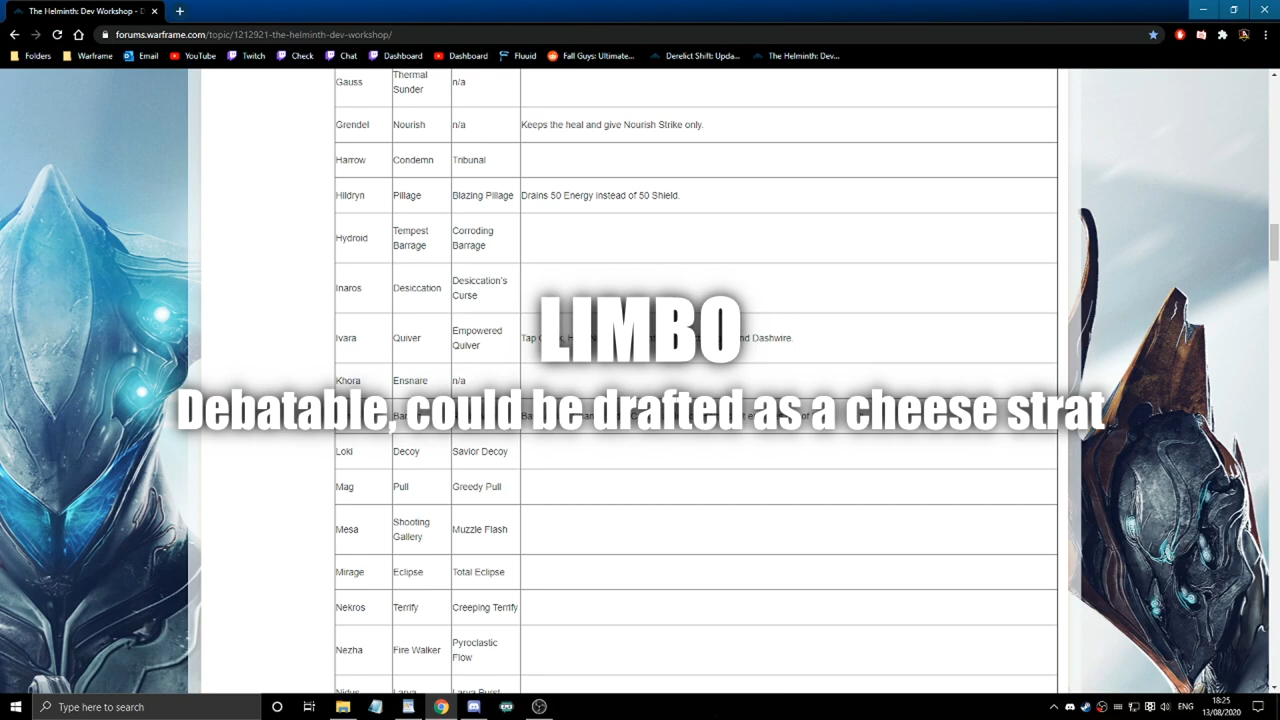 The Helminth: Dev Workshop - D
forums.warframe.com/topic/1212921-the-helminth-dev-workshop/
Folders Warframe Email YouTube Twitch Check Chat Dashboard Dashboard Fluuid Fall Guys: Ultimate... Derelict Shift: Upda... The Helminth: Dev...
Gauss Thermal Sunder n/a
Grendel Nourish n/a Keeps the heal and give Nourish Strike only.
Harrow Condemn Tribunal
Hildryn Pillage Blazing Pillage Drains 50 Energy instead of 50 Shield.
Hydroid Tempest Barrage Corroding Barrage
Inaros Desiccation Desiccation's Curse
LIMBO
Ivara Quiver Empowered Quiver Tap nd Dashwire.
Khora Ensnare n/a
Debatable, could be drafted as a cheese strat
Loki Decoy Savior Decoy
Mag Pull Greedy Pull
Mesa Shooting Gallery Muzzle Flash
Mirage Eclipse Total Eclipse
Nekros Terrify Creeping Terrify
Nezha Fire Walker Pyroclastic Flow
Nidus Larva Larva Burst
Type here to search
ENG
18:25
13/08/2020